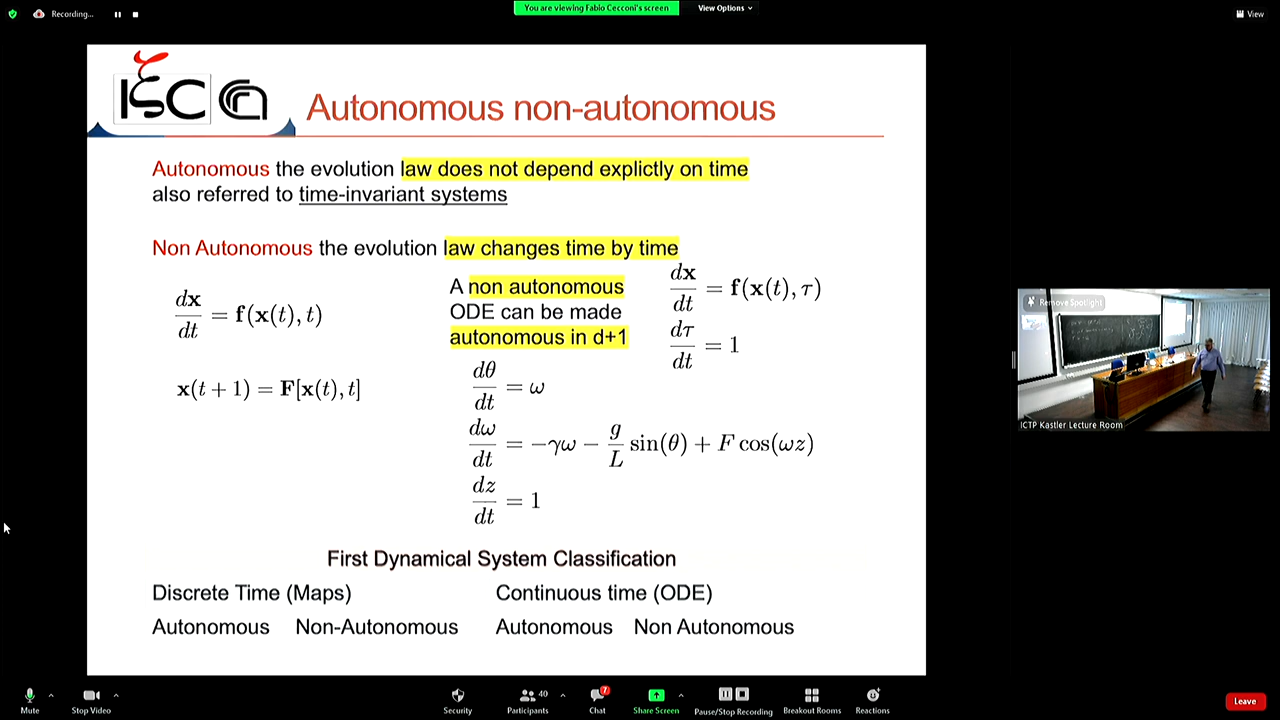 Recording...
You are viewing Fabio Cecconi's screen
View Options
View
ISC
Autonomous non-autonomous
Autonomous the evolution law does not depend explictly on time
also referred to time-invariant systems
Non Autonomous the evolution law changes time by time
dx/dt = f(x(t), t)
x(t + 1) = F[x(t), t]
A non autonomous
ODE can be made
autonomous in d+1
dx/dt = f(x(t), τ)
dτ/dt = 1
dθ/dt = ω
dω/dt = −γω − g/L sin(θ) + F cos(ωz)
dz/dt = 1
First Dynamical System Classification
Discrete Time (Maps)
Continuous time (ODE)
Autonomous Non-Autonomous
Autonomous Non Autonomous
Remove Spotlight
ICTP Kastler Lecture Room
Mute
Stop Video
Security
40
Participants
7
Chat
Share Screen
Pause/Stop Recording
Breakout Rooms
Reactions
Leave